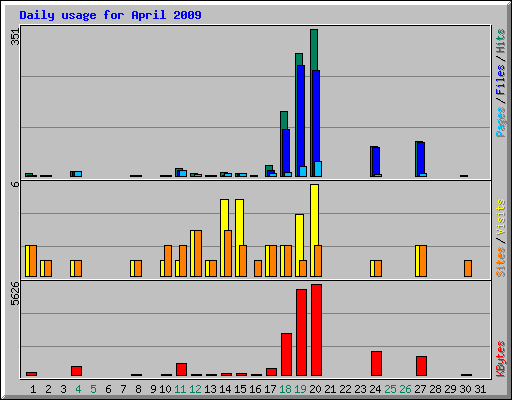 Daily usage for April 2009
351
Pages / Files / Hits
6
Sites / Visits
5626
KBytes
1 2 3 4 5 6 7 8 9 10 11 12 13 14 15 16 17 18 19 20 21 22 23 24 25 26 27 28 29 30 31